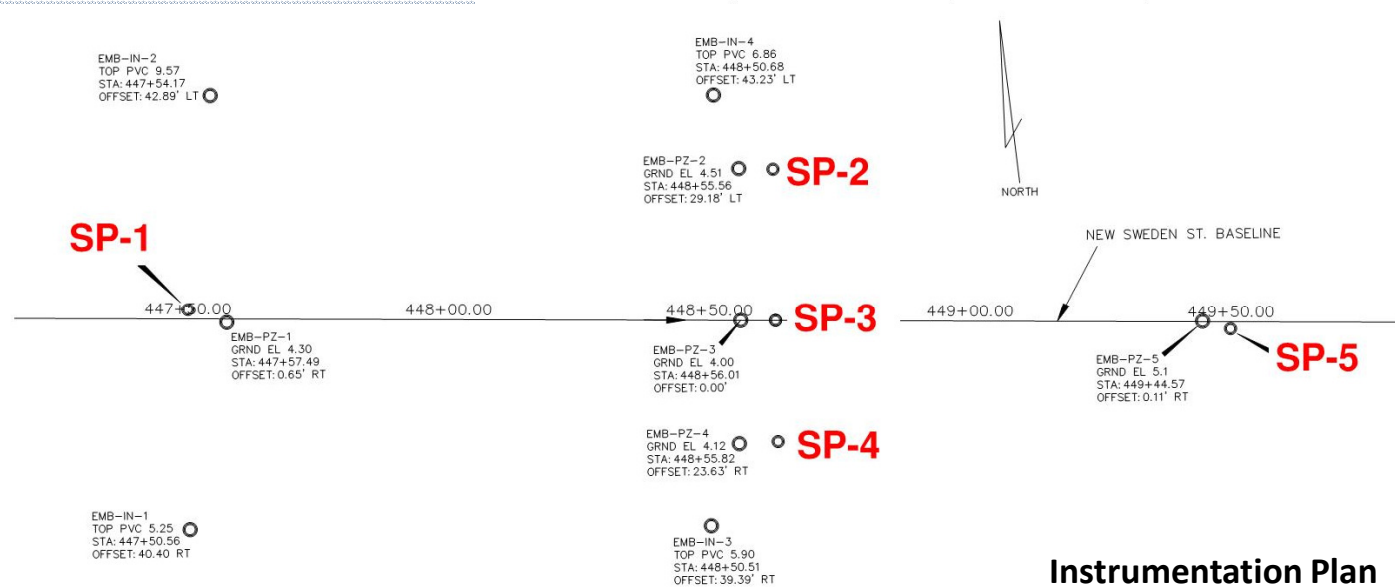 EMB-IN-2
TOP PVC 9.57
STA: 447+54.17
OFFSET: 42.89' LT
EMB-IN-4
TOP PVC 6.86
STA: 448+50.68
OFFSET: 43.23' LT
EMB-PZ-2
GRND EL 4.51
STA: 448+55.56
OFFSET: 29.18' LT
SP-2
NORTH
SP-1
NEW SWEDEN ST. BASELINE
447+50.00
448+00.00
448+50.00
SP-3
449+00.00
449+50.00
EMB-PZ-1
GRND EL 4.30
STA: 447+57.49
OFFSET: 0.65' RT
EMB-PZ-3
GRND EL 4.00
STA: 448+56.01
OFFSET: 0.00'
EMB-PZ-5
GRND EL 5.1
STA: 449+44.57
OFFSET: 0.11' RT
SP-5
EMB-PZ-4
GRND EL 4.12
STA: 448+55.82
OFFSET: 23.63' RT
SP-4
EMB-IN-1
TOP PVC 5.25
STA: 447+50.56
OFFSET: 40.40 RT
EMB-IN-3
TOP PVC 5.90
STA: 448+50.51
OFFSET: 39.39' RT
Instrumentation Plan